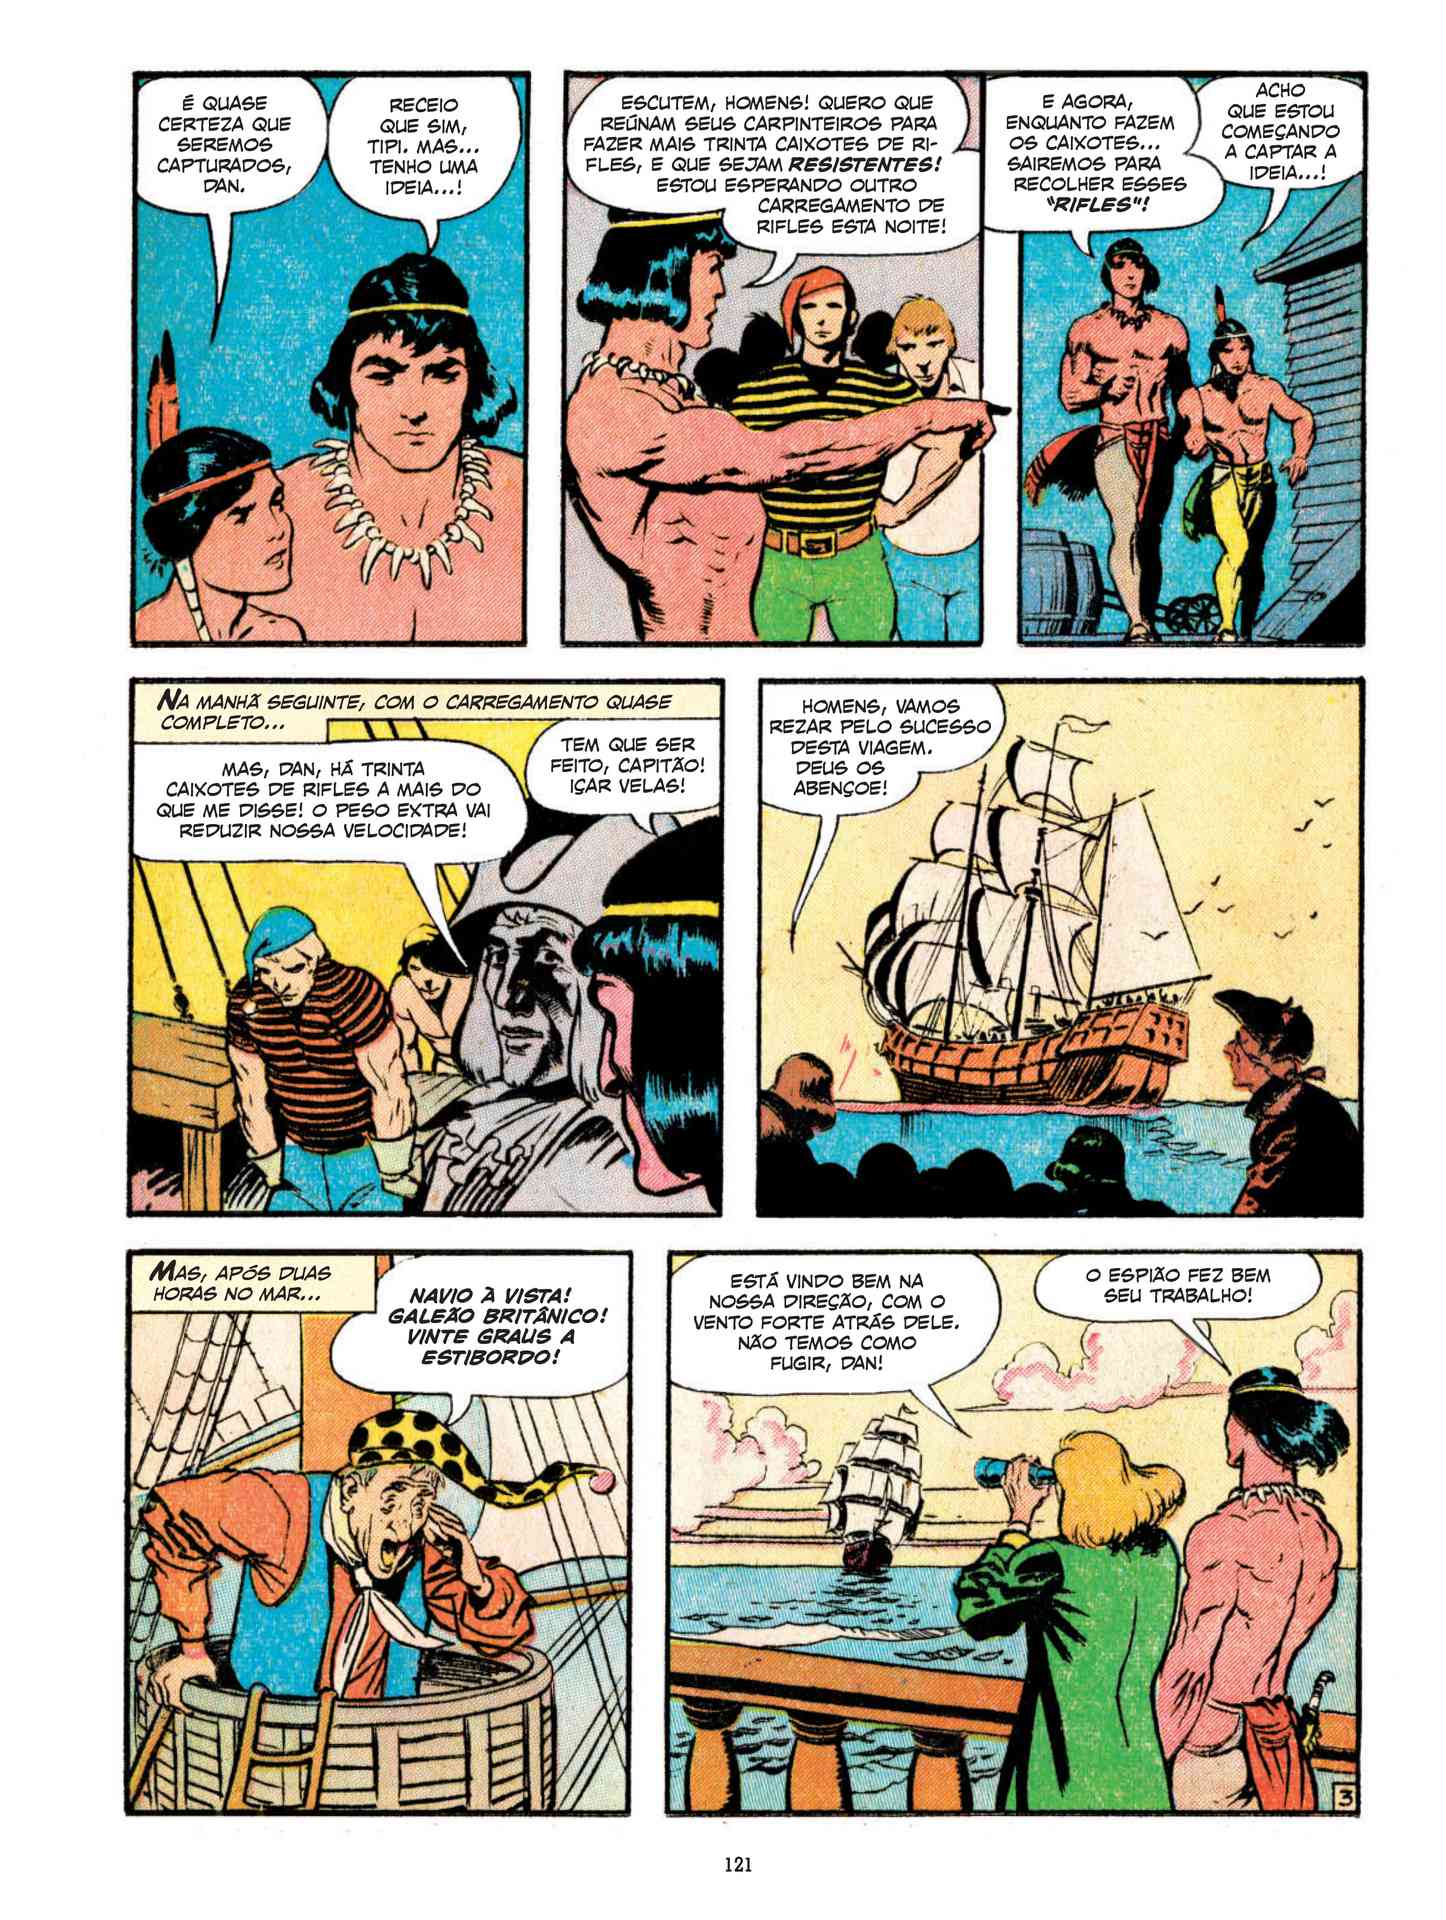 É QUASE
CERTEZA QUE
SEREMOS
CAPTURADOS,
DAN.
RECEIO
QUE SIM,
TIPI. MAS...
TENHO UMA
IDEIA...!
ESCUTEM, HOMENS! QUERO QUE
REÚNAM SEUS CARPINTEIROS PARA
FAZER MAIS TRINTA CAIXOTES DE RI-
FLES, E QUE SEJAM RESISTENTES!
ESTOU ESPERANDO OUTRO
CARREGAMENTO DE
RIFLES ESTA NOITE!
E AGORA,
ENQUANTO FAZEM
OS CAIXOTES...
SAIREMOS PARA
RECOLHER ESSES
"RIFLES"!
ACHO
QUE ESTOU
COMEÇANDO
A CAPTAR A
IDEIA...!
NA MANHÃ SEGUINTE, COM O CARREGAMENTO QUASE
COMPLETO...
MAS, DAN, HÁ TRINTA
CAIXOTES DE RIFLES A MAIS DO
QUE ME DISSE! O PESO EXTRA VAI
REDUZIR NOSSA VELOCIDADE!
TEM QUE SER
FEITO, CAPITÃO!
IÇAR VELAS!
HOMENS, VAMOS
REZAR PELO SUCESSO
DESTA VIAGEM.
DEUS OS
ABENÇOE!
MAS, APÓS DUAS
HORAS NO MAR...
NAVIO À VISTA!
GALEÃO BRITÂNICO!
VINTE GRAUS A
ESTIBORDO!
ESTÁ VINDO BEM NA
NOSSA DIREÇÃO, COM O
VENTO FORTE ATRÁS DELE.
NÃO TEMOS COMO
FUGIR, DAN!
O ESPIÃO FEZ BEM
SEU TRABALHO!
3
121